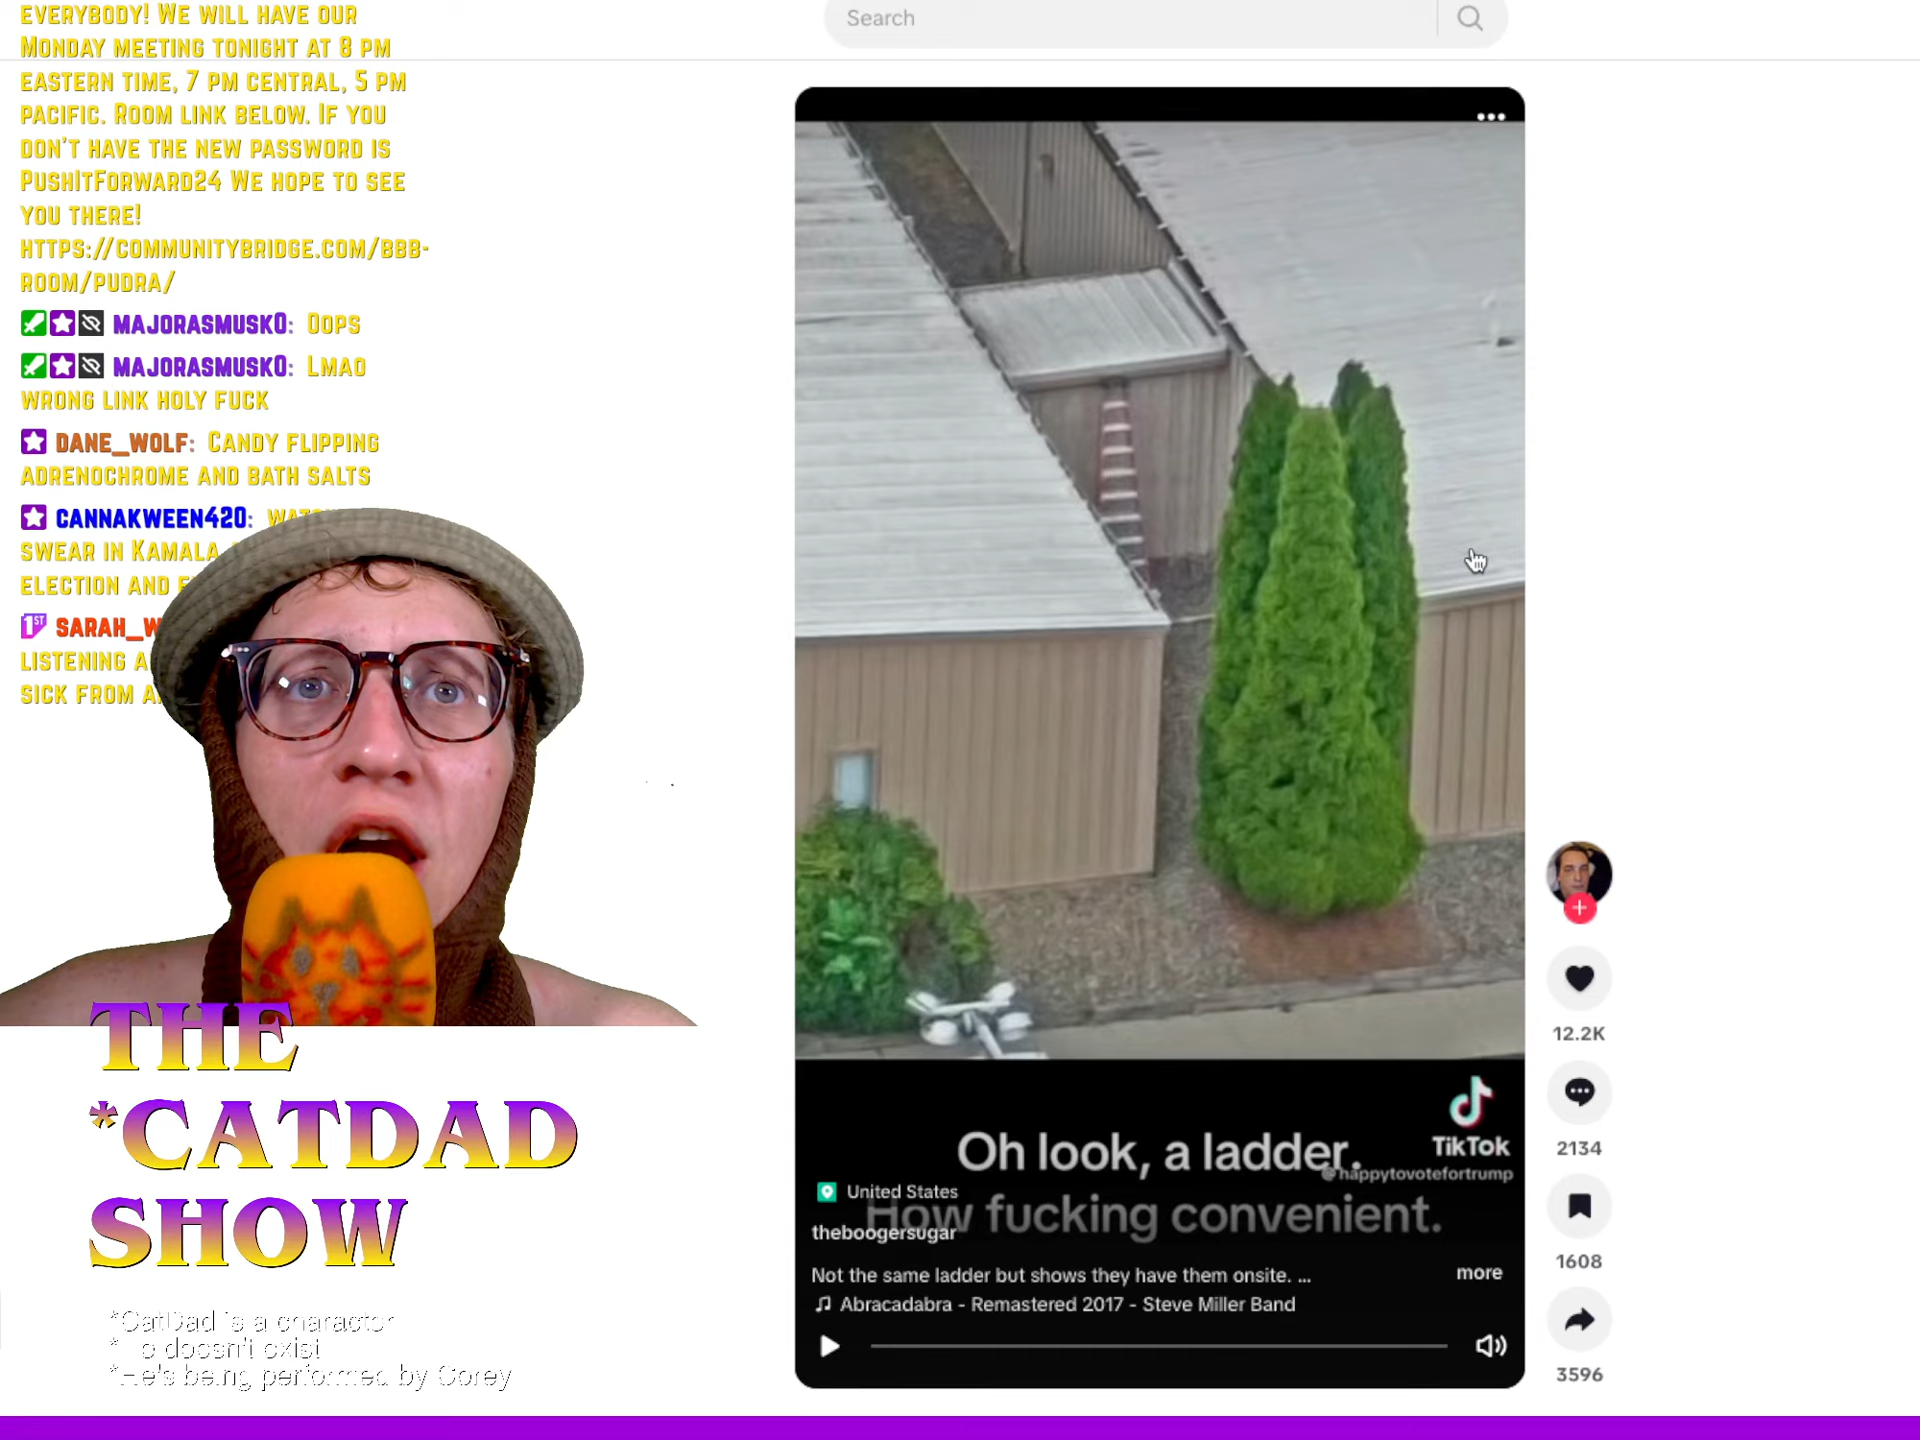 EVERYBODY! WE WILL HAVE OUR
MONDAY MEETING TONIGHT AT 8 PM
EASTERN TIME, 7 PM CENTRAL, 5 PM
PACIFIC. ROOM LINK BELOW. IF YOU
DON'T HAVE THE NEW PASSWORD IS
PUSHITFORWARD24 WE HOPE TO SEE
YOU THERE!
HTTPS://COMMUNITYBRIDGE.COM/BBB-
ROOM/PUDRA/
MAJORASMUSK0: OOPS
MAJORASMUSK0: LMAO
WRONG LINK HOLY FUCK
DANE_WOLF: CANDY FLIPPING
ADRENOCHROME AND BATH SALTS
CANNAKWEEN420:
SWEAR IN KAMALA
ELECTION AND
1ST SARAH_W
LISTENING
SICK FROM
THE
*CATDAD
SHOW
*CatDad is a character
doesn't exist
*He's being performed by Corey
Search
Oh look, a ladder.
How fucking convenient.
TikTok
@happytovotefortrump
United States
theboogersugar
Not the same ladder but shows they have them onsite. ...
more
Abracadabra - Remastered 2017 - Steve Miller Band
12.2K
2134
1608
3596